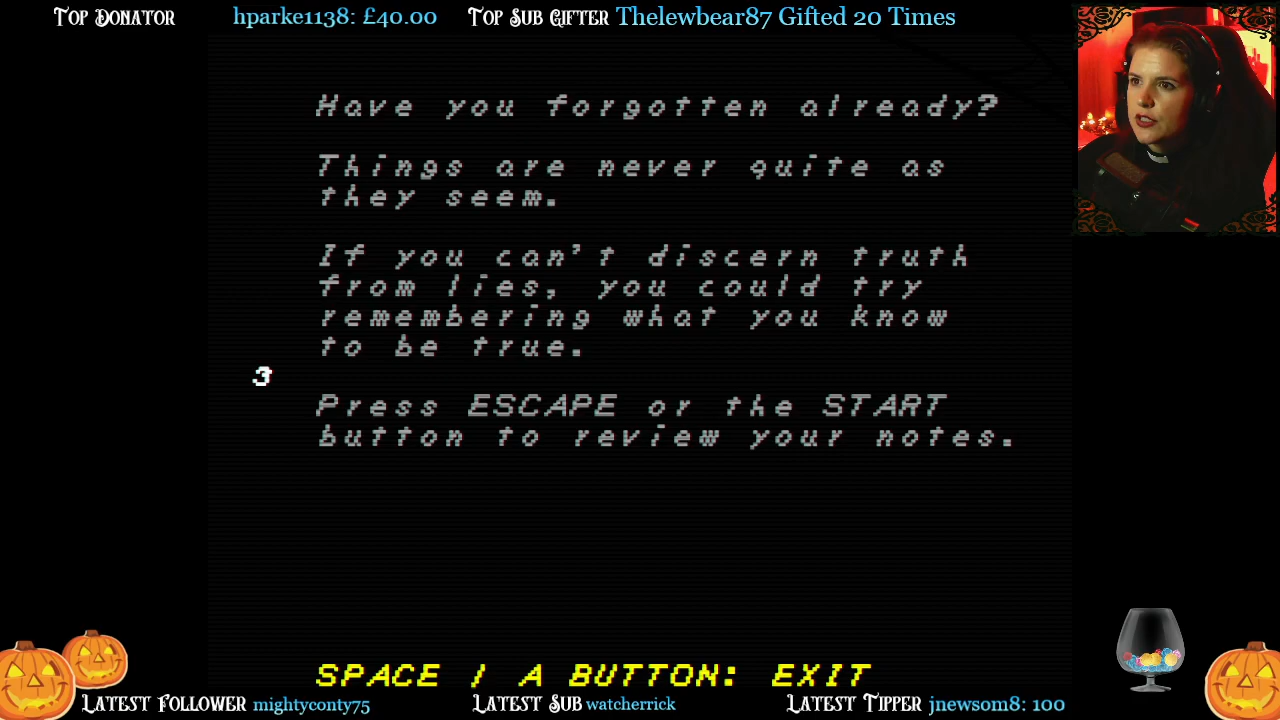 Top Donator hparke1138: £40.00 Top Sub Gifter Thelewbear87 Gifted 20 Times
Have you forgotten already?
Things are never quite as
they seem.
If you can't discern truth
from lies, you could try
remembering what you know
to be true.
3
Press ESCAPE or the START
button to review your notes.
SPACE / A BUTTON: EXIT
Latest Follower mightyconty75 Latest Sub watcherrick Latest Tipper jnewsom8: 100